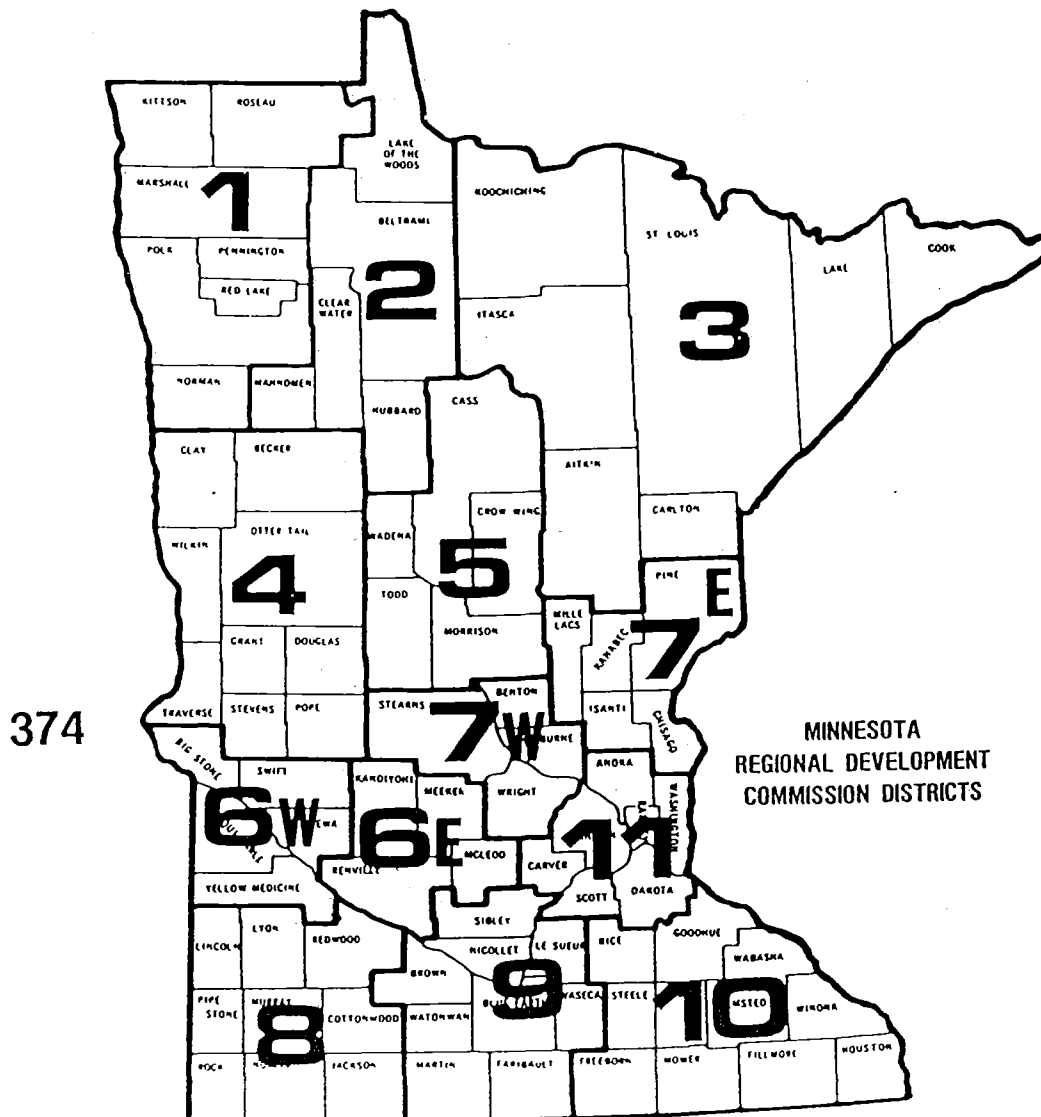 KITTSON
ROSEAU
LAKE
OF THE
WOODS
MARSHALL
1
KOOCHICHING
BELTRAMI
ST LOUIS
POLK
PENNINGTON
COOK
LAKE
RED LAKE
2
CLEAR
WATER
ITASCA
3
NORMAN
MAHNOMEN
HUBBARD
CASS
CLAY
BECKER
AITKIN
CROW WING
CARLTON
OTTER TAIL
WILKIN
WADENA
5
4
PINE
E
TODD
MILLE
LACS
MORRISON
KANABEC
7
GRANT
DOUGLAS
BENTON
STEARNS
TRAVERSE
STEVENS
POPE
7W
ISANTI
CHISAGO
374
MINNESOTA
REGIONAL DEVELOPMENT
COMMISSION DISTRICTS
BIG STONE
SWIFT
KANDIYOHI
MEEKER
WRIGHT
ANOKA
WASHINGTON
6W
6E
11
MCLEOD
CARVER
RENVILLE
YELLOW MEDICINE
SCOTT
DAKOTA
SIBLEY
LYON
LINCOLN
REDWOOD
NICOLLET
LE SUEUR
RICE
GOODHUE
WABASHA
BROWN
9
PIPE
STONE
MURRAY
COTTONWOOD
WATONWAN
BLUE EARTH
WASECA
STEELE
10
WINONA
8
ROCK
JACKSON
MARTIN
FARIBAULT
FREEBORN
MOWER
FILLMORE
HOUSTON